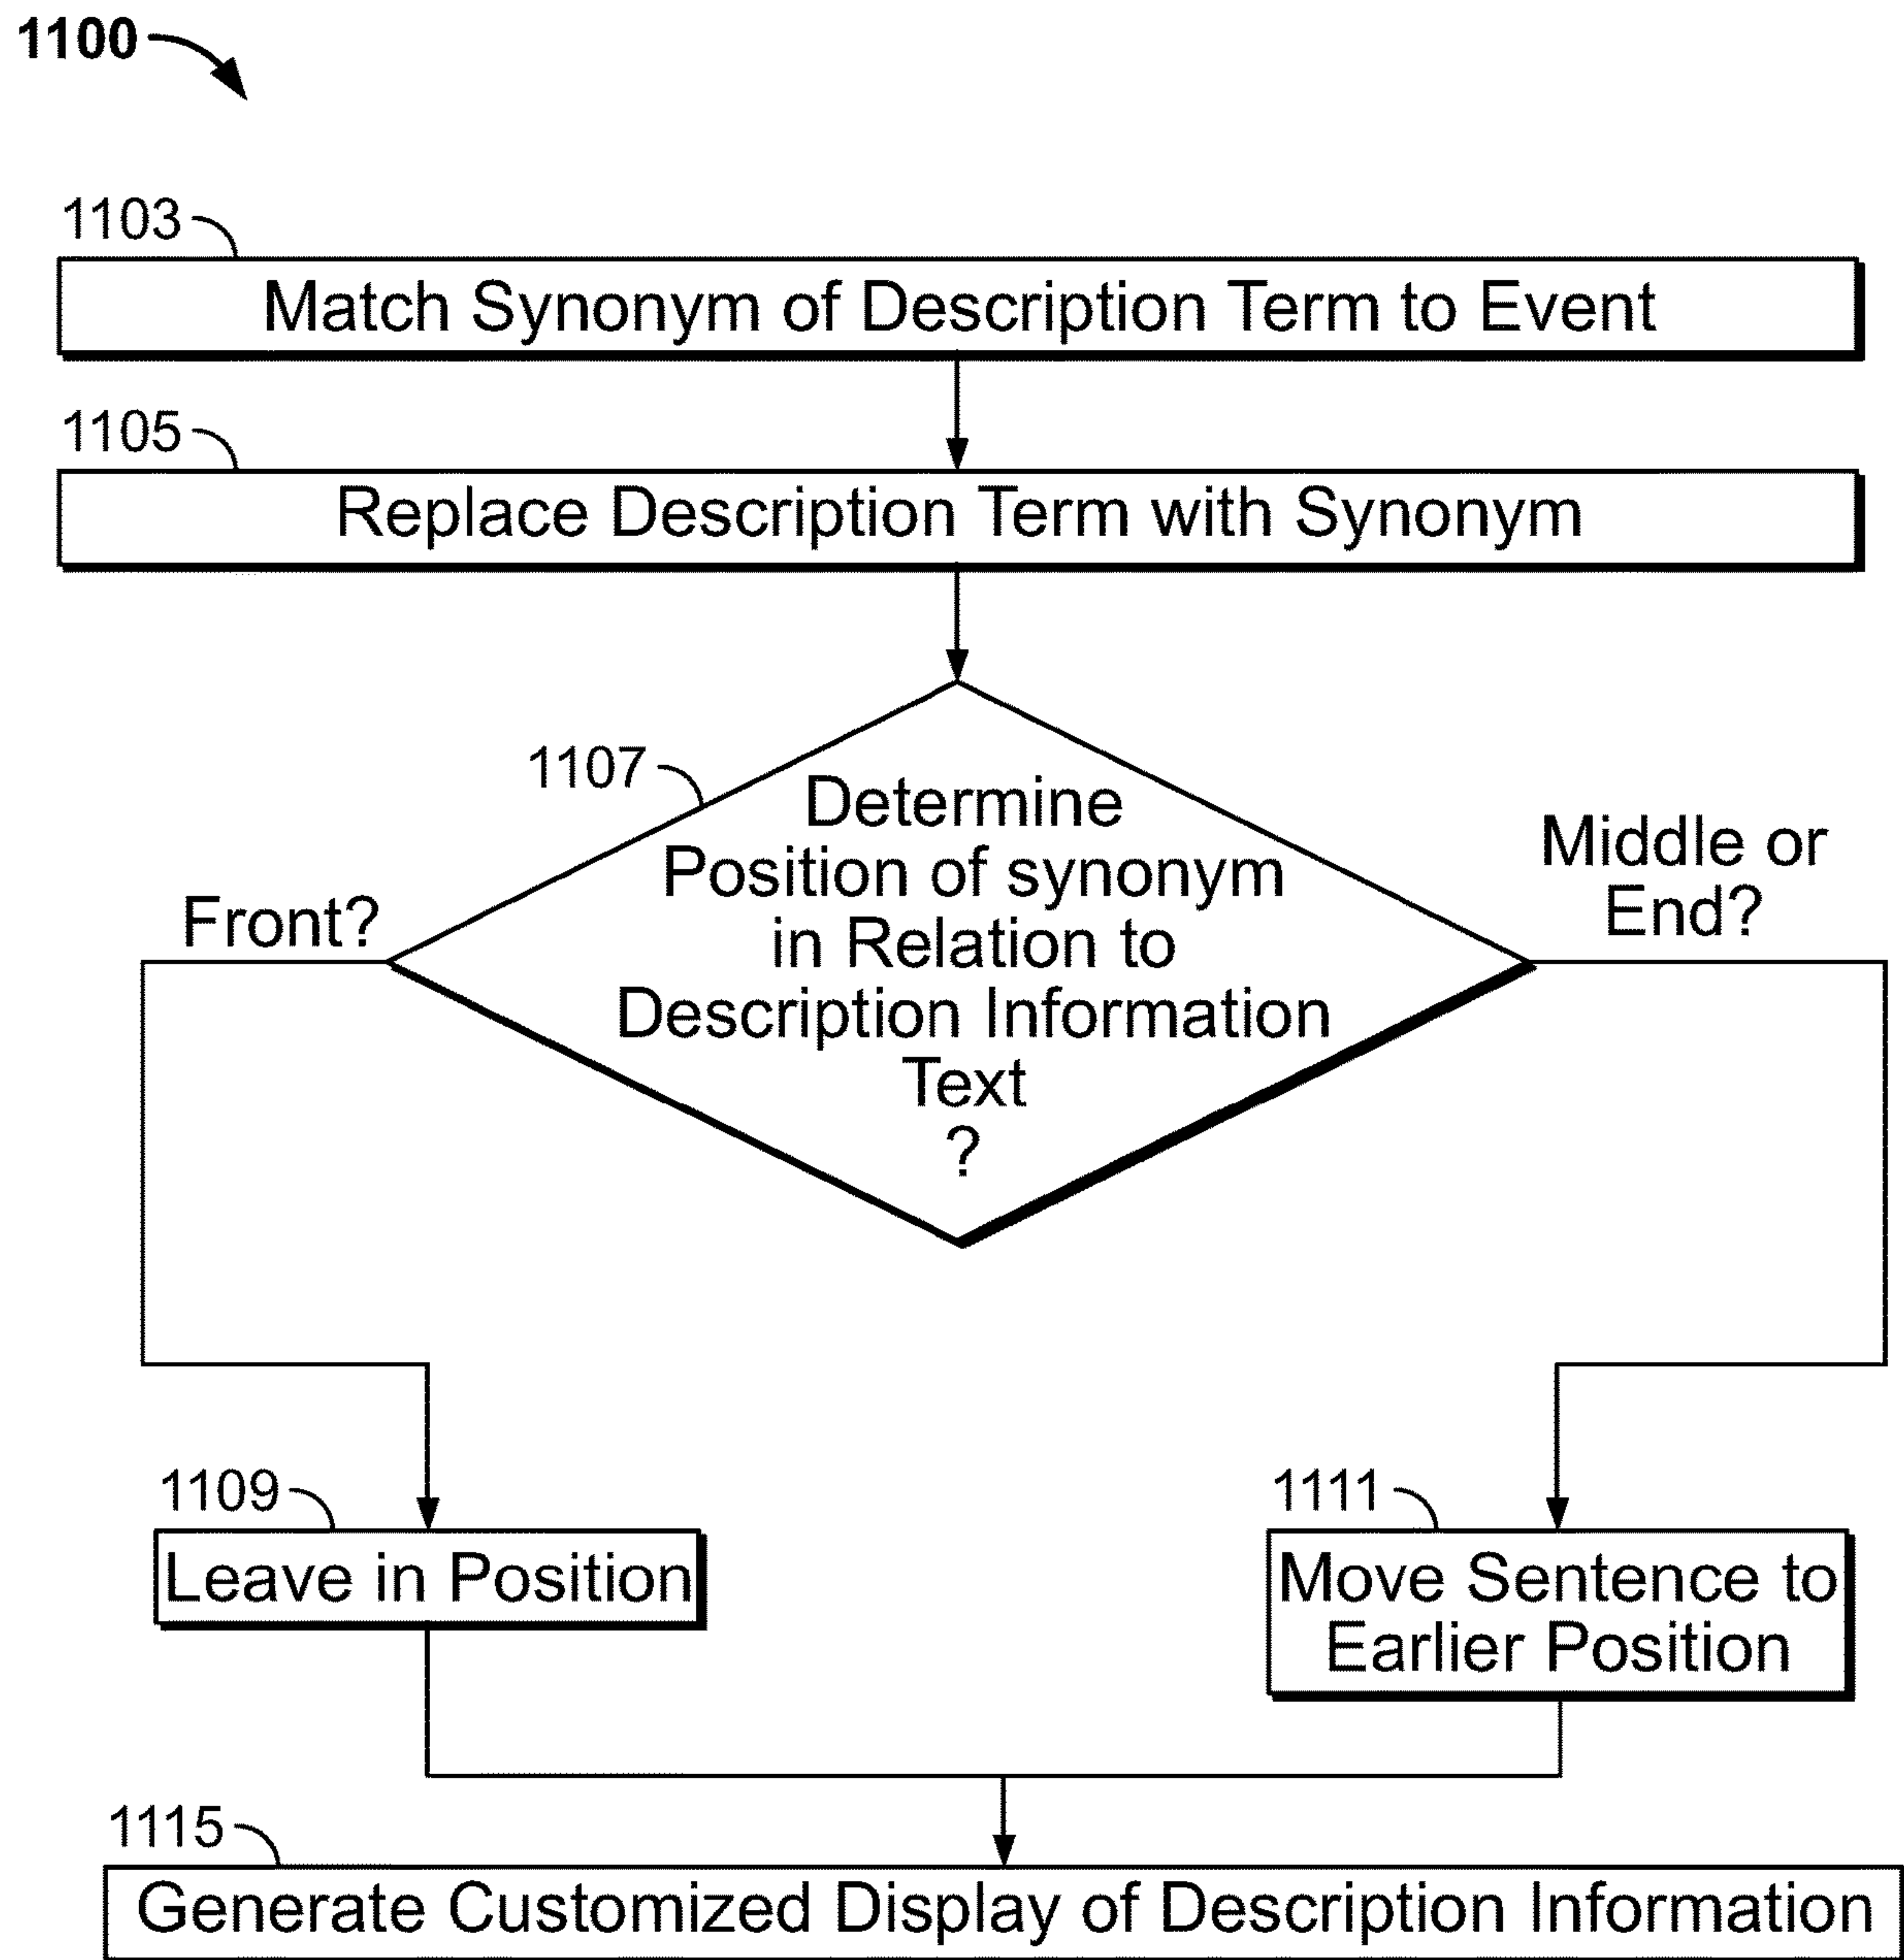 1100
1103
Match Synonym of Description Term to Event
1105
Replace Description Term with Synonym
1107
Determine
Position of synonym
in Relation to
Description Information
Text
?
Front?
Middle or
End?
1109
Leave in Position
1111
Move Sentence to
Earlier Position
1115
Generate Customized Display of Description Information